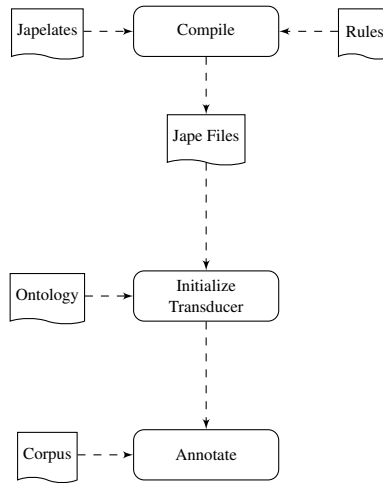 Japelates
Compile
Rules
Jape Files
Ontology
Initialize
Transducer
Corpus
Annotate